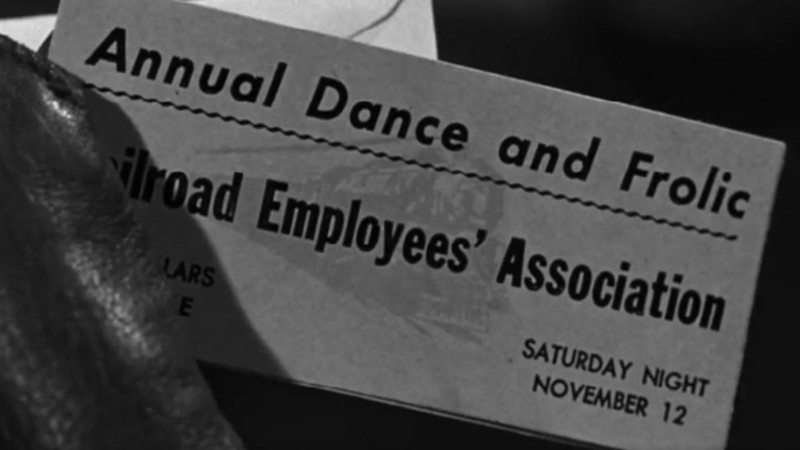 Annual Dance and Frolic
ilroad Employees' Association
LARS
E
SATURDAY NIGHT
NOVEMBER 12